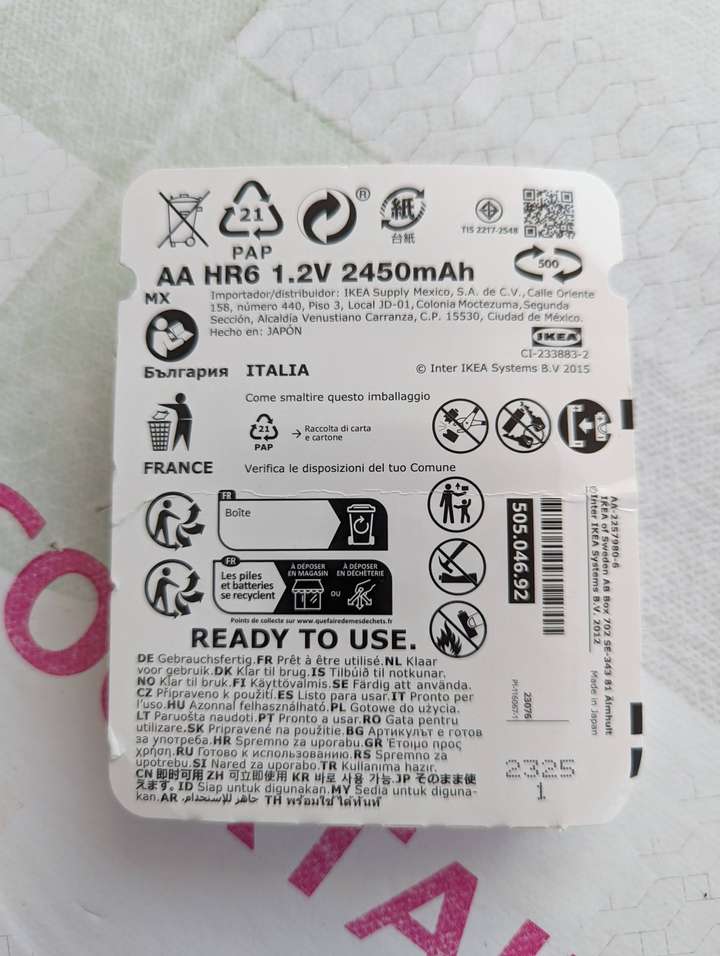 21
PAP
®
紙
台紙
TIS 2217-2548
AA HR6 1.2V 2450mAh
500
MX
Importador/distribuidor: IKEA Supply Mexico, S.A. de C.V., Calle Oriente
158, número 440, Piso 3, Local JD-01, Colonia Moctezuma, Segunda
Sección, Alcaldía Venustiano Carranza, C.P. 15530, Ciudad de México.
Hecho en: JAPÓN
IKEA
CI-233883-2
© Inter IKEA Systems B.V 2015
България
ITALIA
Come smaltire questo imballaggio
21
PAP
→ Raccolta di carta
e cartone
FRANCE
Verifica le disposizioni del tuo Comune
FR
Boîte
FR
Les piles
et batteries
se recyclent
À DÉPOSER
EN MAGASIN
OU
À DÉPOSER
EN DÉCHÈTERIE
Points de collecte sur www.quefairedemesdechets.fr
505.046.92
AA-2257980-6
IKEA of Sweden AB Box 702 SE-343 81 Älmhult
© Inter IKEA Systems B.V. 2012
Made in Japan
23076
READY TO USE.
DE Gebrauchsfertig. FR Prêt à être utilisé. NL Klaar
voor gebruik. DK Klar til brug. IS Tilbúið til notkunar.
NO Klar til bruk. FI Käyttövalmis. SE Färdig att använda.
CZ Připraveno k použití. ES Listo para usar. IT Pronto per
l'uso. HU Azonnal felhasználható. PL Gotowe do użycia.
LT Paruošta naudoti. PT Pronto a usar. RO Gata pentru
utilizare. SK Pripravené na použitie. BG Артикулът е готов
за употреба. HR Spremno za uporabu. GR Έτοιμο προς
χρήση. RU Готово к использованию. RS Spremno za
upotrebu. SI Nared za uporabo. TR Kullanıma hazır.
CN 即时可用 ZH 可立即使用 KR 바로 사용 가능. JP そのまま使
えます。ID Siap untuk digunakan. MY Sedia untuk diguna-
kan. AR جاهز للإستخدام. TH พร้อมใช้ได้ทันที
2325
1